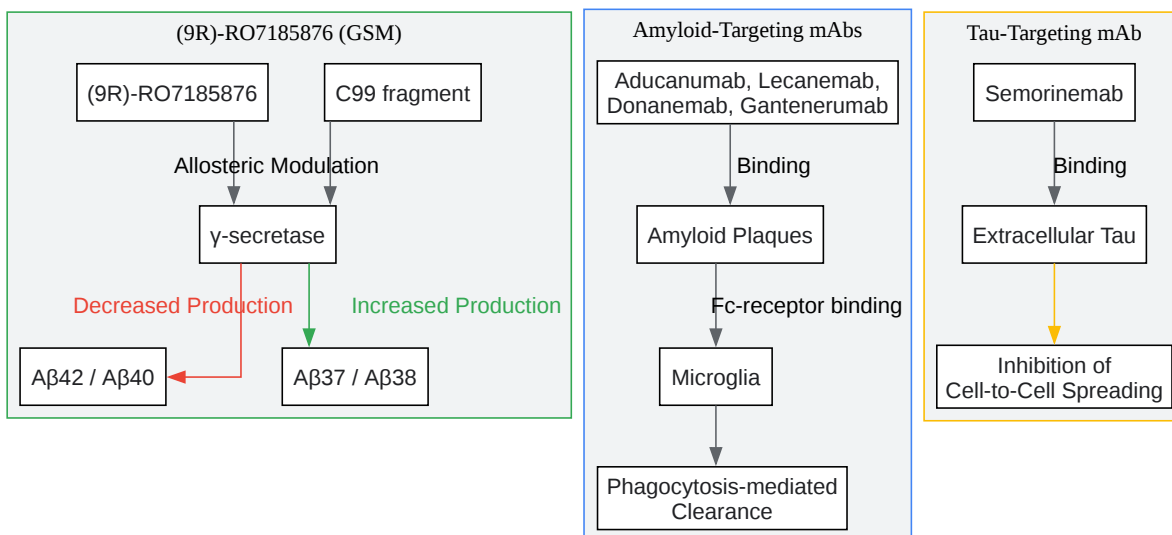 (9R)-RO7185876 (GSM)
(9R)-RO7185876
C99 fragment
Allosteric Modulation
γ-secretase
Decreased Production
Increased Production
Aβ42 / Aβ40
Aβ37 / Aβ38
Amyloid-Targeting mAbs
Aducanumab, Lecanemab,
Donanemab, Gantenerumab
Binding
Amyloid Plaques
Fc-receptor binding
Microglia
Phagocytosis-mediated
Clearance
Tau-Targeting mAb
Semorinemab
Binding
Extracellular Tau
Inhibition of
Cell-to-Cell Spreading